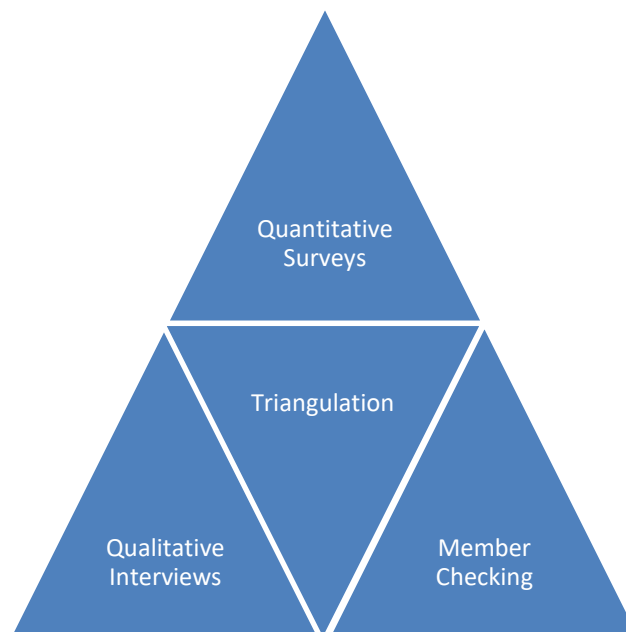 Quantitative
Surveys
Triangulation
Qualitative
Interviews
Member
Checking